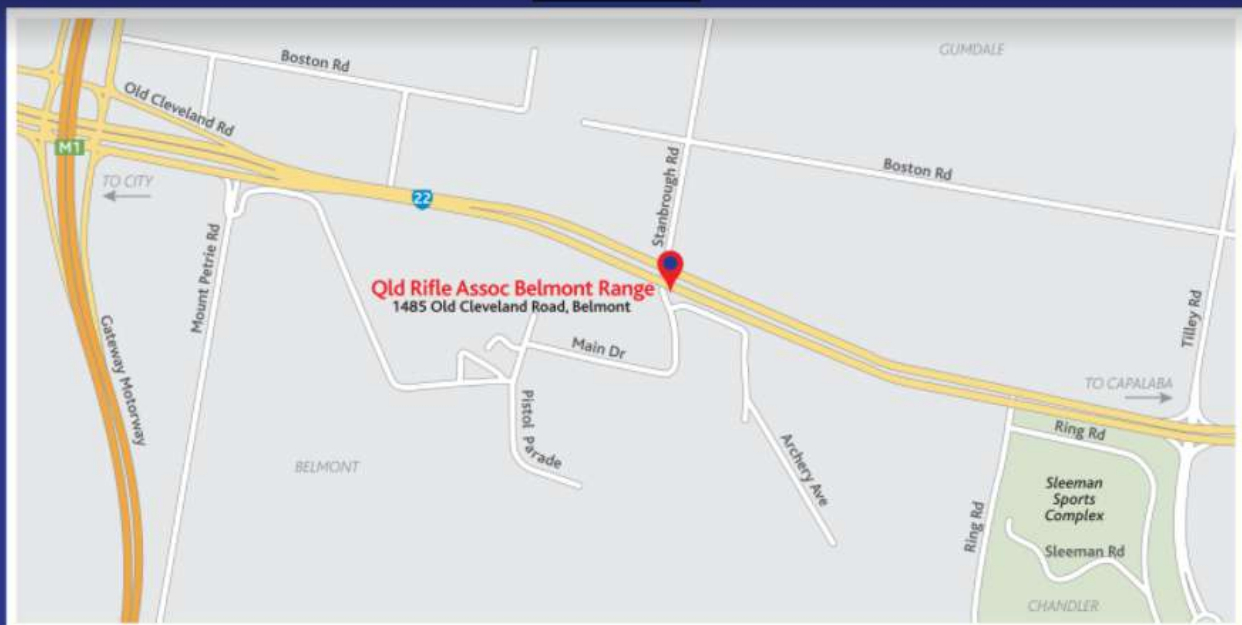 GUMDALE
Boston Rd
Old Cleveland Rd
M1
TO CITY
22
Stanbrough Rd
Boston Rd
Mount Petrie Rd
Qld Rifle Assoc Belmont Range
1485 Old Cleveland Road, Belmont
Tilley Rd
Gateway Motorway
Main Dr
TO CAPALABA
Pistol Parade
Ring Rd
BELMONT
Archery Ave
Sleeman
Sports
Complex
Ring Rd
Sleeman Rd
CHANDLER